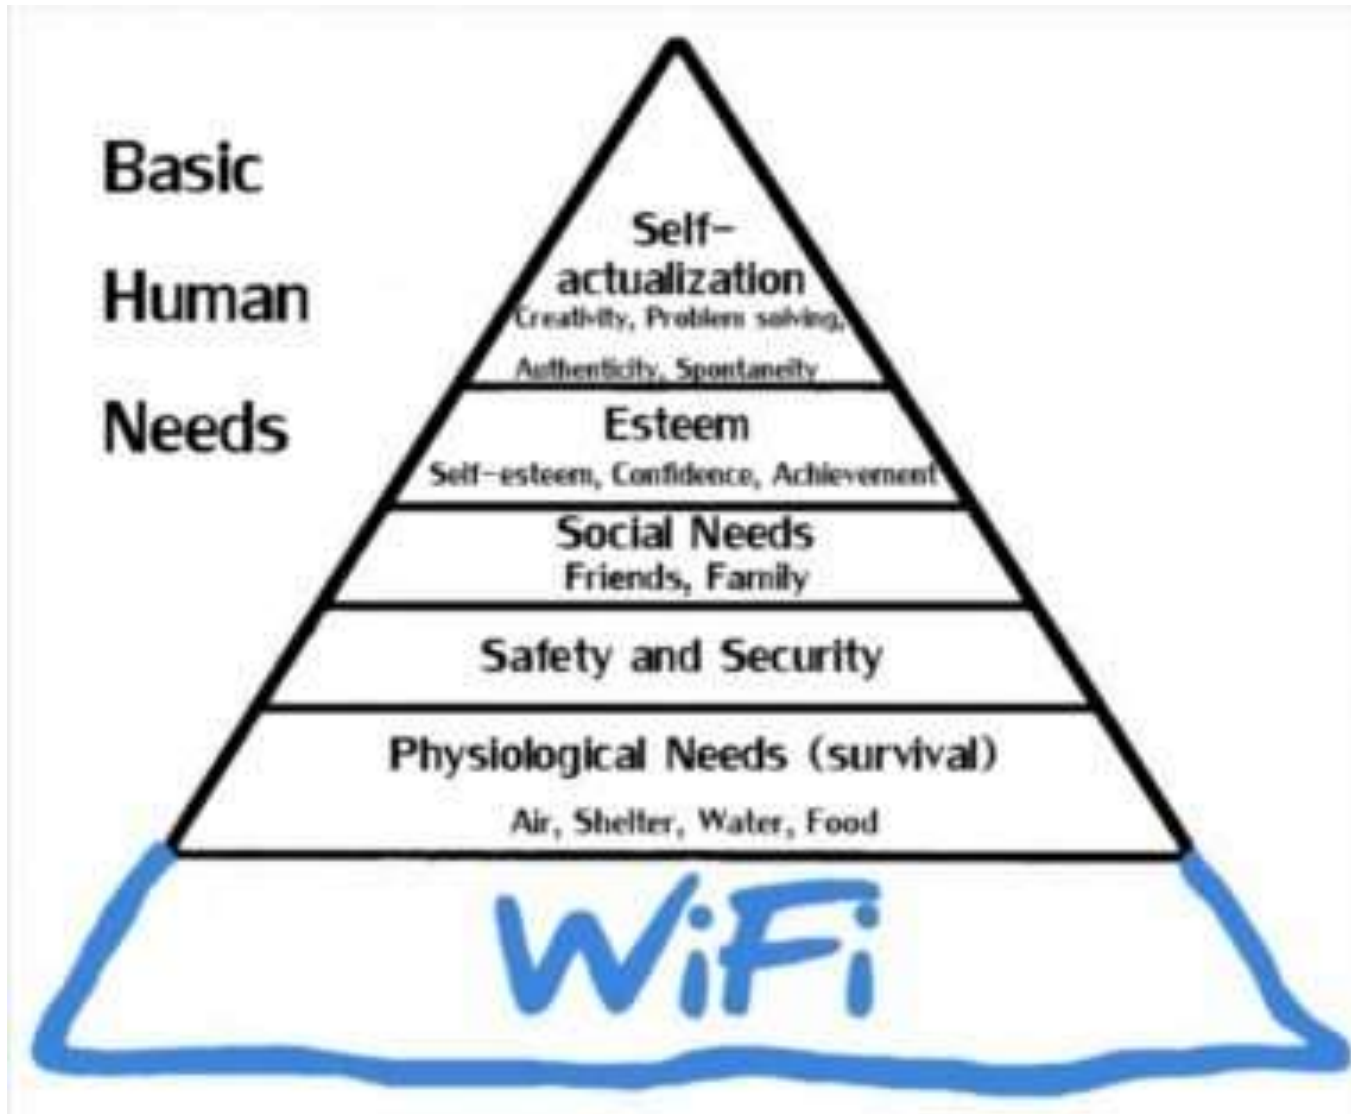 Basic
Human
Needs
Self-
actualization
Creativity, Problem solving,
Authenticity, Spontaneity
Esteem
Self-esteem, Confidence, Achievement
Social Needs
Friends, Family
Safety and Security
Physiological Needs (survival)
Air, Shelter, Water, Food
WiFi